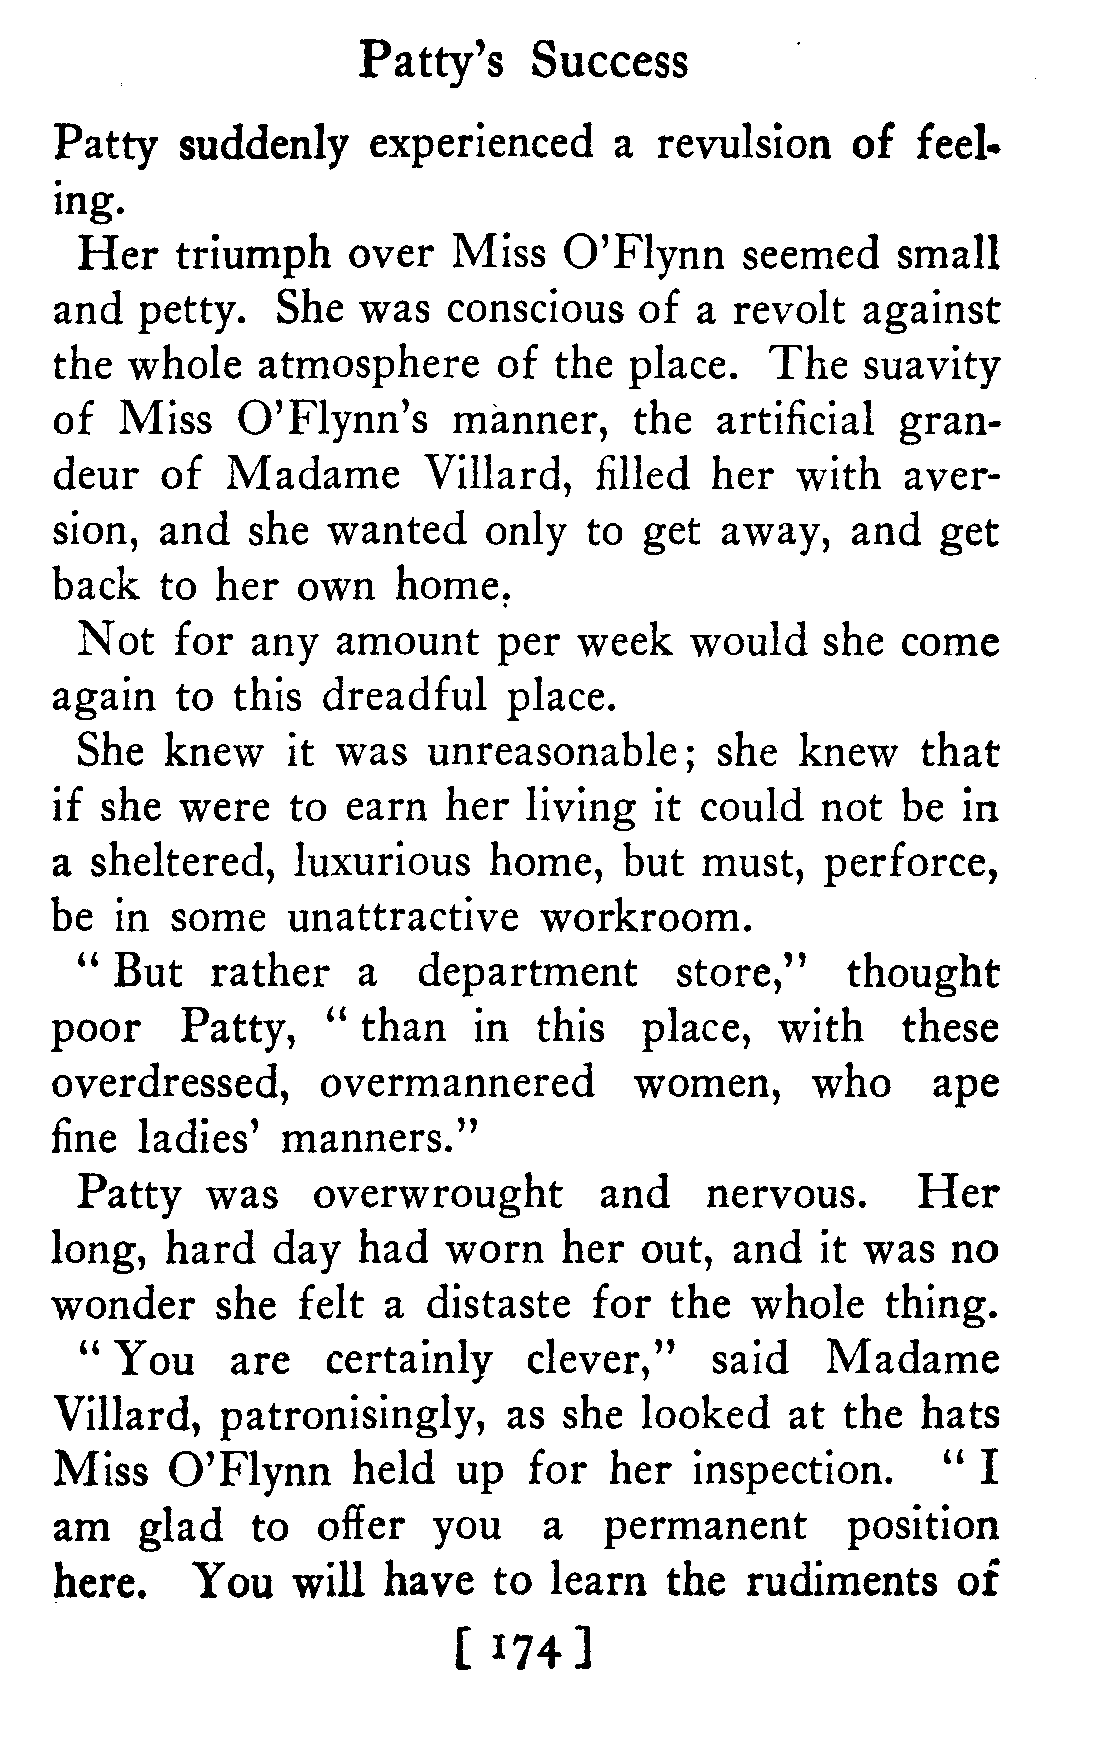 Patty's Success
Patty suddenly experienced a revulsion of feel-
ing.
Her triumph over Miss O'Flynn seemed small
and petty. She was conscious of a revolt against
the whole atmosphere of the place. The suavity
of Miss O'Flynn's manner, the artificial gran-
deur of Madame Villard, filled her with aver-
sion, and she wanted only to get away, and get
back to her own home.
Not for any amount per week would she come
again to this dreadful place.
She knew it was unreasonable; she knew that
if she were to earn her living it could not be in
a sheltered, luxurious home, but must, perforce,
be in some unattractive workroom.
" But rather a department store," thought
poor Patty, " than in this place, with these
overdressed, overmannered women, who ape
fine ladies' manners."
Patty was overwrought and nervous. Her
long, hard day had worn her out, and it was no
wonder she felt a distaste for the whole thing.
" You are certainly clever," said Madame
Villard, patronisingly, as she looked at the hats
Miss O'Flynn held up for her inspection. " I
am glad to offer you a permanent position
here. You will have to learn the rudiments of
[ 174 ]